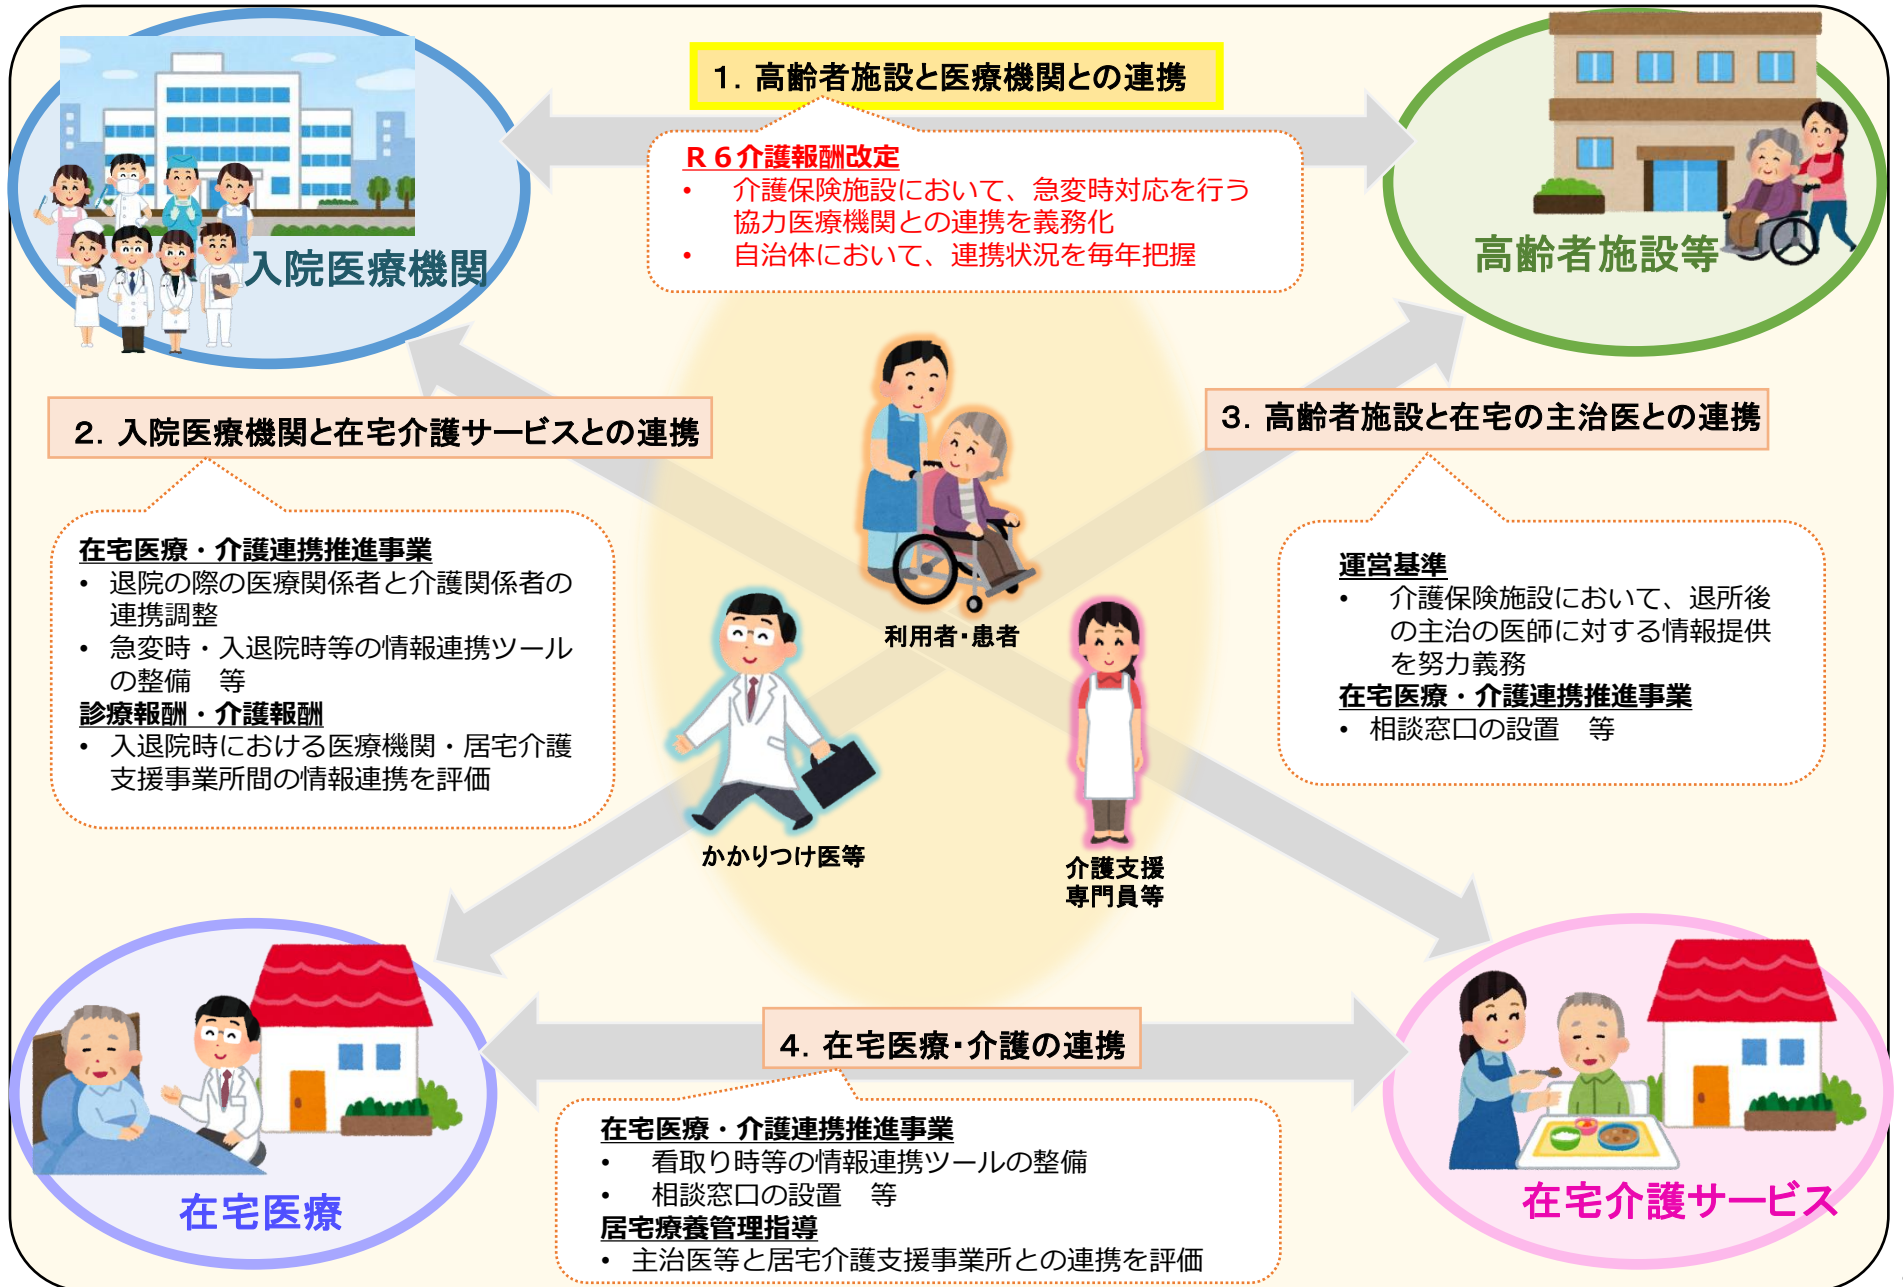 1．高齢者施設と医療機関との連携
Ｒ６介護報酬改定
• 介護保険施設において、急変時対応を行う
協力医療機関との連携を義務化
• 自治体において、連携状況を毎年把握
入院医療機関
高齢者施設等
2．入院医療機関と在宅介護サービスとの連携
在宅医療・介護連携推進事業
• 退院の際の医療関係者と介護関係者の
連携調整
• 急変時・入退院時等の情報連携ツール
の整備　等
診療報酬・介護報酬
• 入退院時における医療機関・居宅介護
支援事業所間の情報連携を評価
3．高齢者施設と在宅の主治医との連携
運営基準
• 介護保険施設において、退所後
の主治の医師に対する情報提供
を努力義務
在宅医療・介護連携推進事業
• 相談窓口の設置　等
利用者・患者
かかりつけ医等
介護支援
専門員等
4．在宅医療・介護の連携
在宅医療・介護連携推進事業
• 看取り時等の情報連携ツールの整備
• 相談窓口の設置　等
居宅療養管理指導
• 主治医等と居宅介護支援事業所との連携を評価
在宅医療
在宅介護サービス